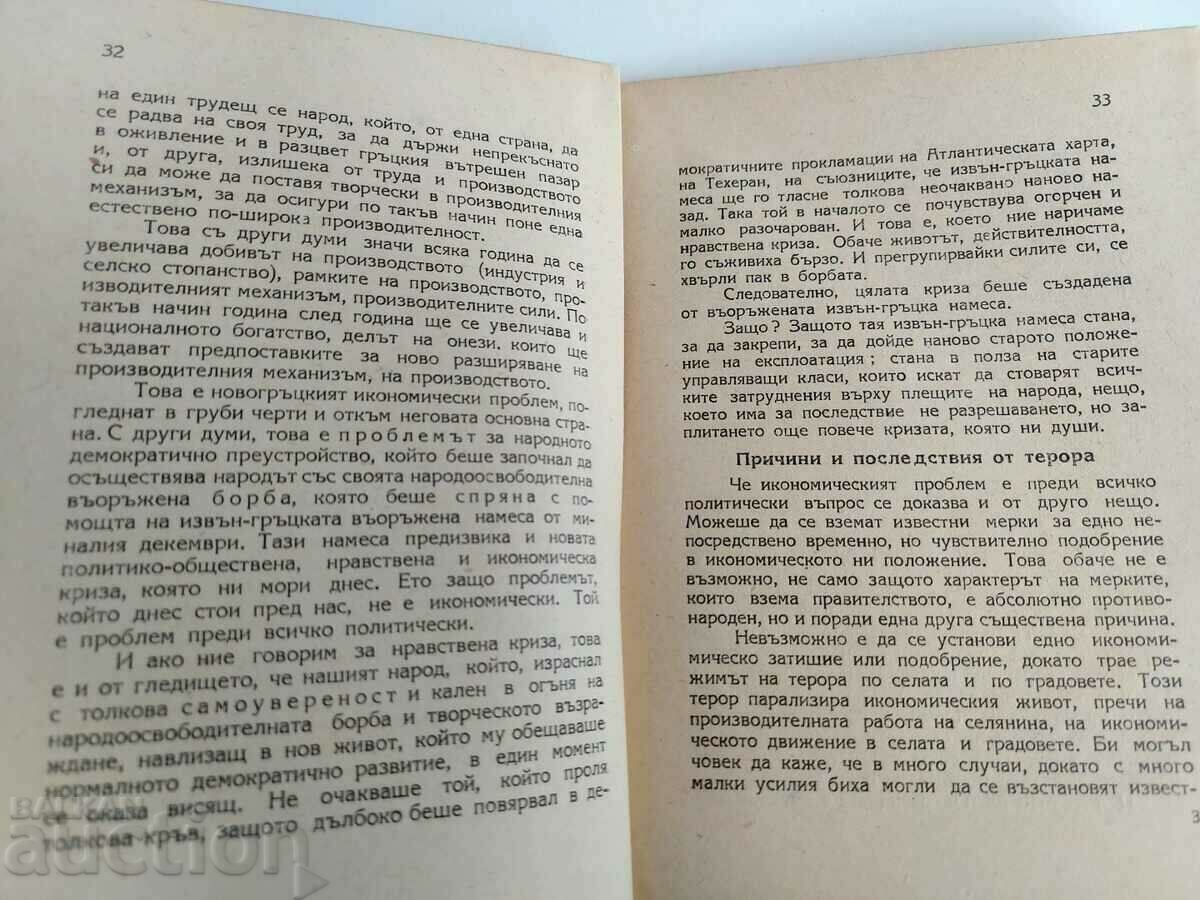 32
на един трудещ се народ, който, от една страна, да
се радва на своя труд, за да държи непрекъснато
в оживление и в разцвет гръцкия вътрешен пазар
и, от друга, излишека от труда и производството
си да може да поставя творчески в производителния
механизъм, за да осигури по такъв начин поне една
естествено по-широка производителност.
Това съ други думи значи всяка година да се
увеличава добивът на производството (индустрия и
селско стопанство), рамките на производството, про-
изводителният механизъм, производителните сили. По
такъв начин година след година ще се увеличава и
националното богатство, делът на онези. които ще
създават предпоставките за ново разширяване на
производителния механизъм, на производството.
Това е новогръцкият икономически проблем, по-
гледнат в груби черти и откъм неговата основна стра-
на. С други думи, това е проблемът за народното
демократично преустройство, който беше започнал да
осъществява народът със своята народоосвободителна
въоръжена борба, която беше спряна с по-
мощта на извън-гръцката въоръжена намеса от ми-
налия декември. Тази намеса предизвика и новата
политико-обществена, нравствена и икономическа
криза, която ни мори днес. Ето защо проблемът,
който днес стои пред нас, не е икономически. Той
е проблем преди всичко политически.
И ако ние говорим за нравствена криза, това
е и от гледището, че нашият народ, който, израснал
с толкова самоувереност и кален в огъня на
народоосвободителната борба и творческото възра-
ждане, навлизащ в нов живот, който му обещаваше
нормалното демократично развитие, в един момент
се оказа висящ. Не очакваше той, който проля
толкова кръв, защото дълбоко беше повярвал в де-
33
мократичните прокламации на Атлантическата харта,
на Техеран, на съюзниците, че извън-гръцката на-
меса ще го тласне толкова неочаквано наново на-
зад. Така той в началото се почувствува огорчен и
малко разочарован. И това е, което ние наричаме
нравствена криза. Обаче животът, действителността,
го съживиха бързо. И прегрупирвайки силите си, се
хвърли пак в борбата.
Следователно, цялата криза беше създадена
от въоръжената извън-гръцка намеса.
Защо? Защото тая извън-гръцка намеса стана,
за да закрепи, за да дойде наново старото положе-
ние на експлоатация; стана в полза на старите
управляващи класи, които искат да стоварят всич-
ките затруднения върху плещите на народа, нещо,
което има за последствие не разрешаването, но за-
плитането още повече кризата, която ни души.
Причини и последствия от терора
Че икономическият проблем е преди всичко
политически въпрос се доказва и от друго нещо.
Можеше да се вземат известни мерки за едно не-
посредствено временно, но чувствително подобрение
в икономическото ни положение. Това обаче не е
възможно, не само защото характерът на мерките,
които взема правителството, е абсолютно противо-
народен, но и поради една друга съществена причина.
Невъзможно е да се установи едно икономи-
мическо затишие или подобрение, докато трае ре-
жимът на терора по селата и по градовете. Този
терор парализира икономическия живот, пречи на
производителната работа на селянина, на икономи-
ческото движение в селата и градовете. Би могъл
човек да каже, че в много случаи, докато с много
малки усилия биха могли да се възстановят извест-
3
БАЛКАН
auction